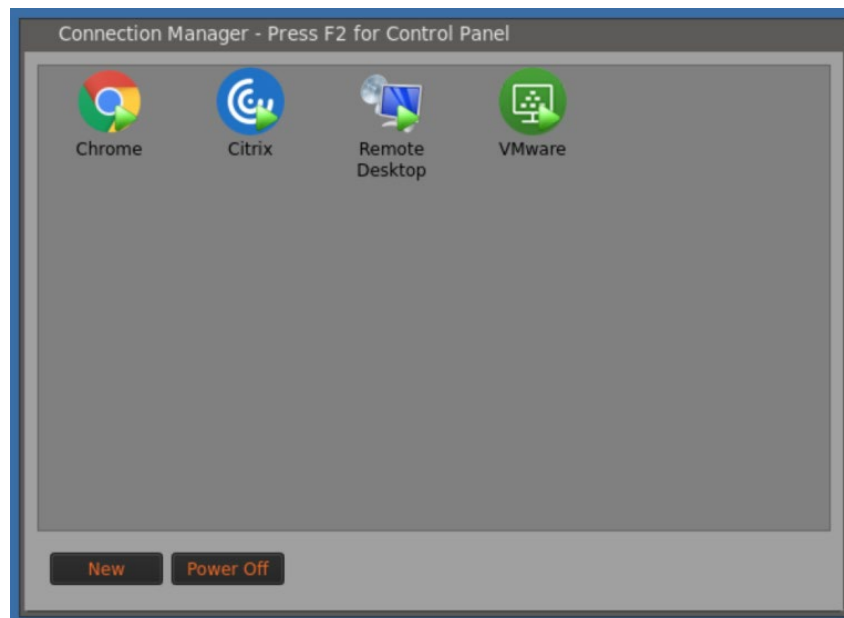 Connection Manager - Press F2 for Control Panel
Chrome
Citrix
Remote
Desktop
VMware
New
Power Off